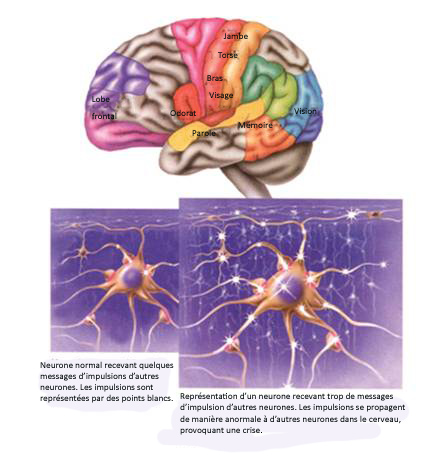 Jambe
Torse
Bras
Visage
Lobe
frontal
Odorat
Vision
Mémoire
Parole
Neurone normal recevant quelques
messages d'impulsions d'autres
neurones. Les impulsions sont
représentées par des points blancs.
Représentation d'un neurone recevant trop de messages
d'impulsion d'autres neurones. Les impulsions se propagent
de manière anormale à d'autres neurones dans le cerveau,
provoquant une crise.